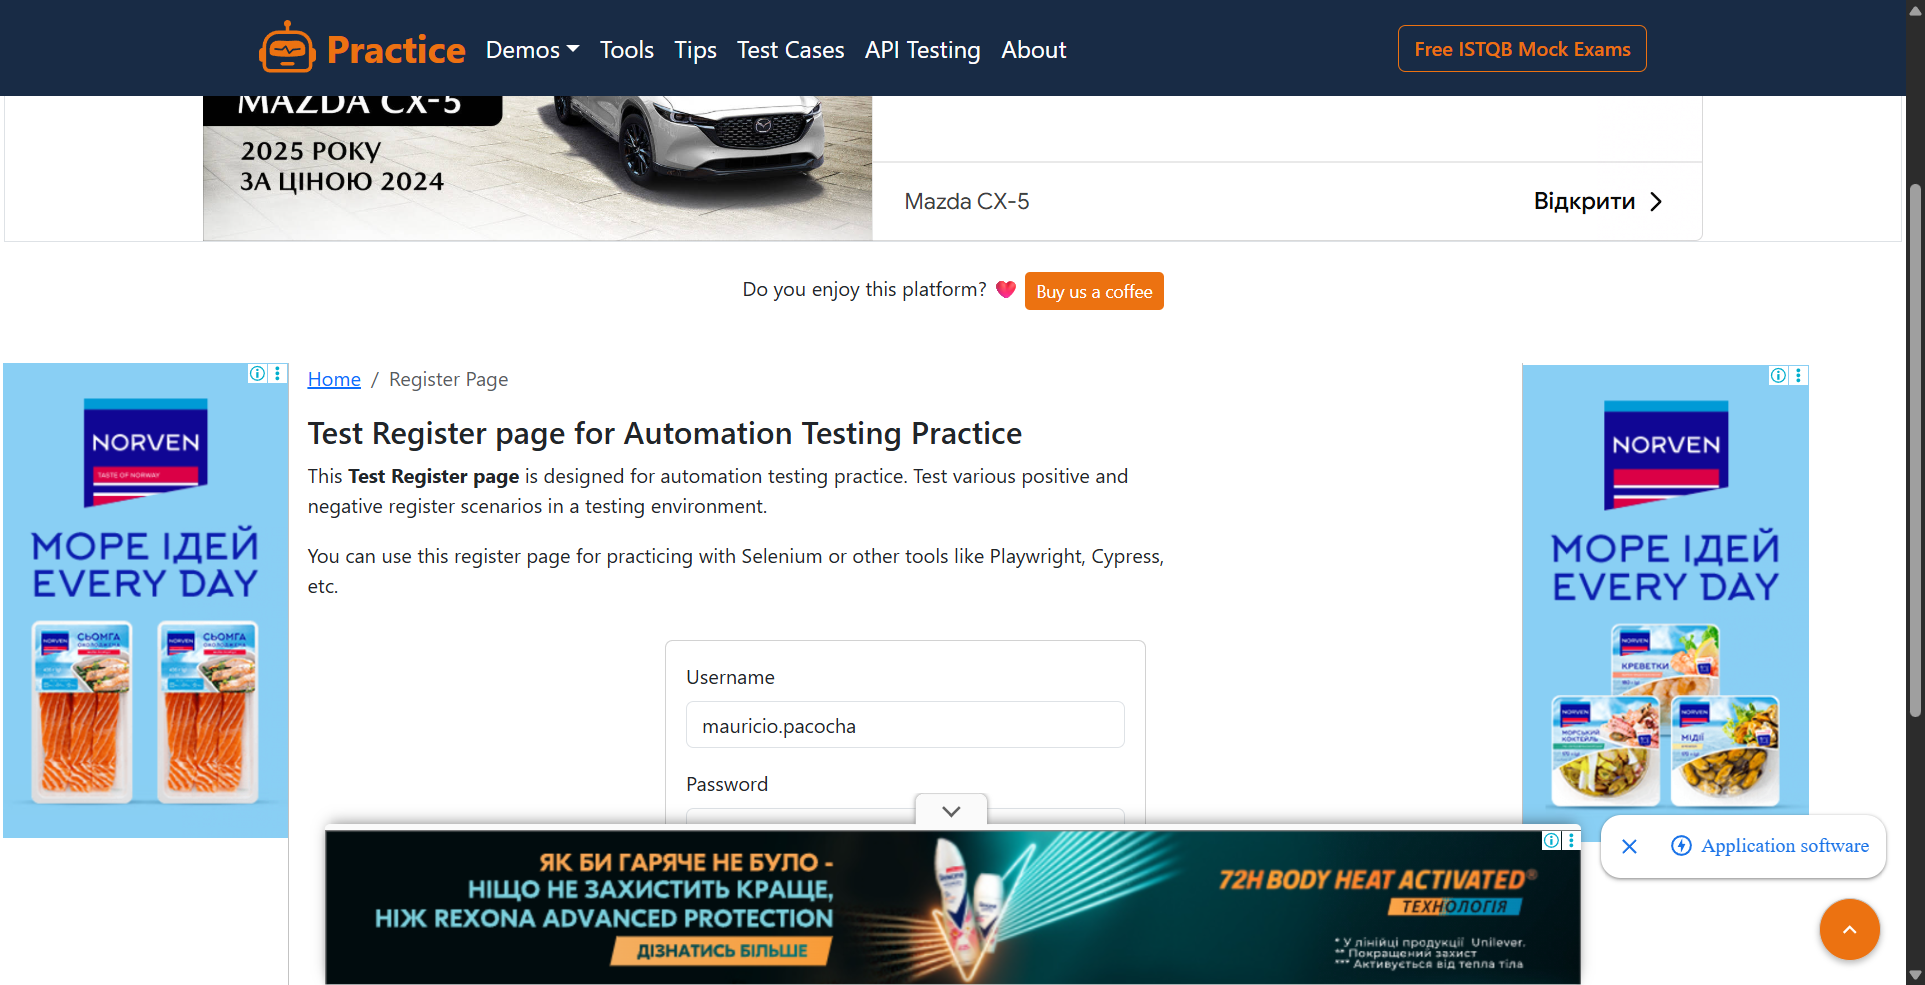 Practice
Demos
Tools
Tips
Test Cases
API Testing
About
Free ISTQB Mock Exams
MAZDA CX-5
2025 РОКУ
ЗА ЦІНОЮ 2024
Mazda CX-5
Відкрити
Do you enjoy this platform?
Buy us a coffee
NORVEN
TASTE OF NORWAY
МОРЕ ІДЕЙ
EVERY DAY
NORVEN
СЬОМГА
NORVEN
СЬОМГА
Home / Register Page
Test Register page for Automation Testing Practice
This Test Register page is designed for automation testing practice. Test various positive and
negative register scenarios in a testing environment.
You can use this register page for practicing with Selenium or other tools like Playwright, Cypress,
etc.
Username
mauricio.pacocha
Password
NORVEN
МОРЕ ІДЕЙ
EVERY DAY
NORVEN
КРЕВЕТКИ
NORVEN
МОРСЬКИЙ
КОКТЕЙЛЬ
NORVEN
МІДІЇ
ЯК БИ ГАРЯЧЕ НЕ БУЛО -
НІЩО НЕ ЗАХИСТИТЬ КРАЩЕ,
НІЖ REXONA ADVANCED PROTECTION
ДІЗНАТИСЬ БІЛЬШЕ
72H BODY HEAT ACTIVATED®
ТЕХНОЛОГІЯ
* У лінійці продукції Unilever.
** Покращений захист
*** Активується від тепла тіла
Application software